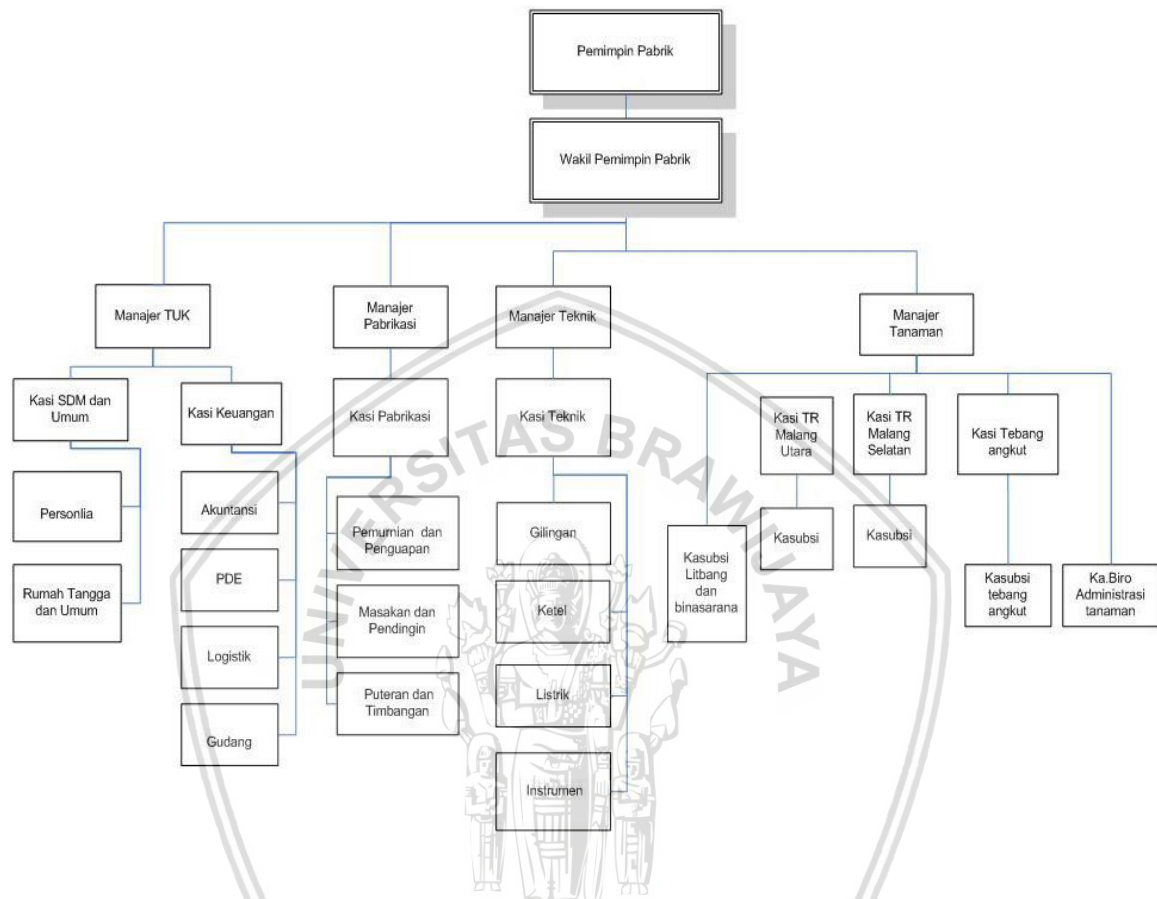 Pemimpin Pabrik
Wakil Pemimpin Pabrik
Manajer TUK
Manajer
Pabrikasi
Manajer Teknik
Manajer
Tanaman
Kasi SDM dan
Umum
Kasi Keuangan
Kasi Pabrikasi
Kasi Teknik
Kasi TR
Malang
Utara
Kasi TR
Malang
Selatan
Kasi Tebang
angkut
Personlia
Rumah Tangga
dan Umum
Akuntansi
PDE
Logistik
Gudang
Pemurnian dan
Penguapan
Masakan dan
Pendingin
Puteran dan
Timbangan
Gilingan
Ketel
Listrik
Instrumen
Kasubsi
Litbang
dan
binasarana
Kasubsi
Kasubsi
Kasubsi
tebang
angkut
Ka.Biro
Administrasi
tanaman
UNIVERSITAS BRAWIJAYA